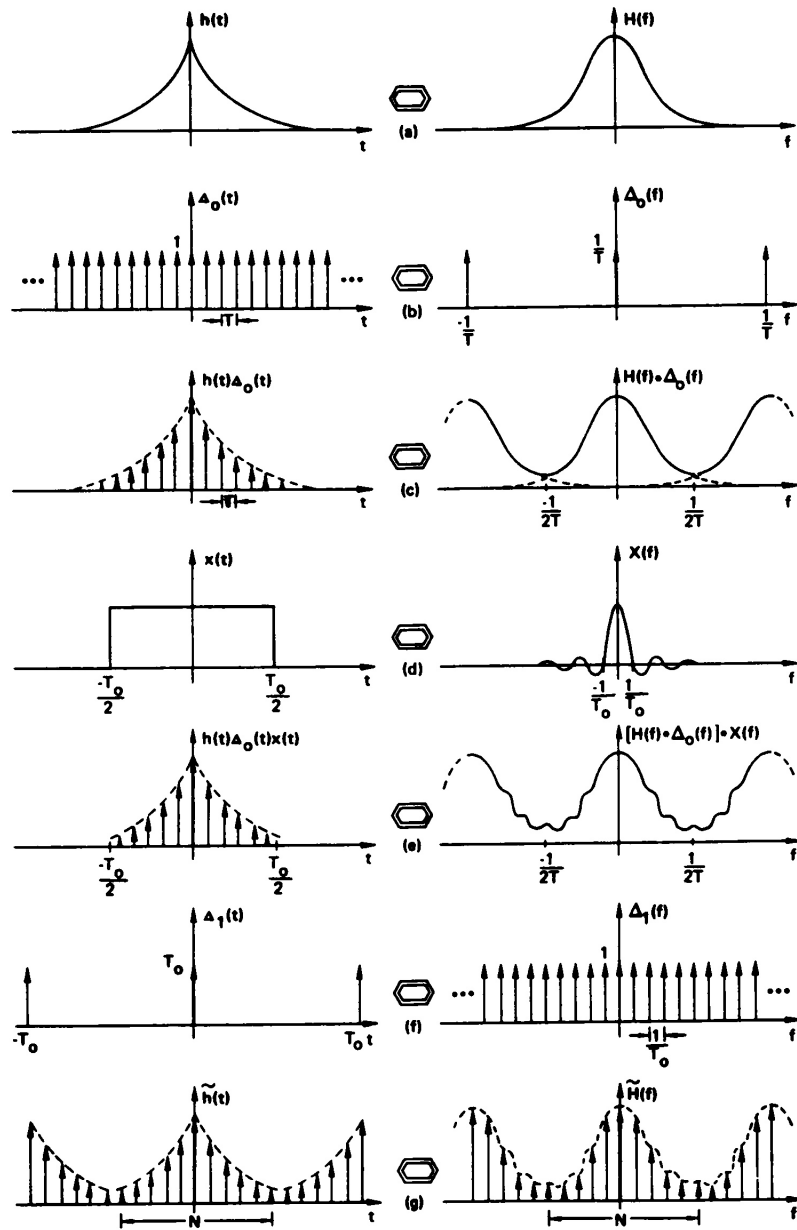 h(t)
H(f)
t
(a)
f
Δ₀(t)
Δ₀(f)
1
1/T
...
...
T
t
(b)
-1/T
1/T
f
h(t)Δ₀(t)
H(f)*Δ₀(f)
T
t
(c)
-1/2T
1/2T
f
x(t)
X(f)
-T₀/2
T₀/2
t
(d)
-1/T₀
1/T₀
f
h(t)Δ₀(t)x(t)
[H(f)*Δ₀(f)]*X(f)
-T₀/2
T₀/2
t
(e)
-1/2T
1/2T
f
Δ₁(t)
Δ₁(f)
T₀
1
...
...
-T₀
T₀
t
(f)
1/T₀
f
h̃(t)
H̃(f)
N
t
(g)
N
f